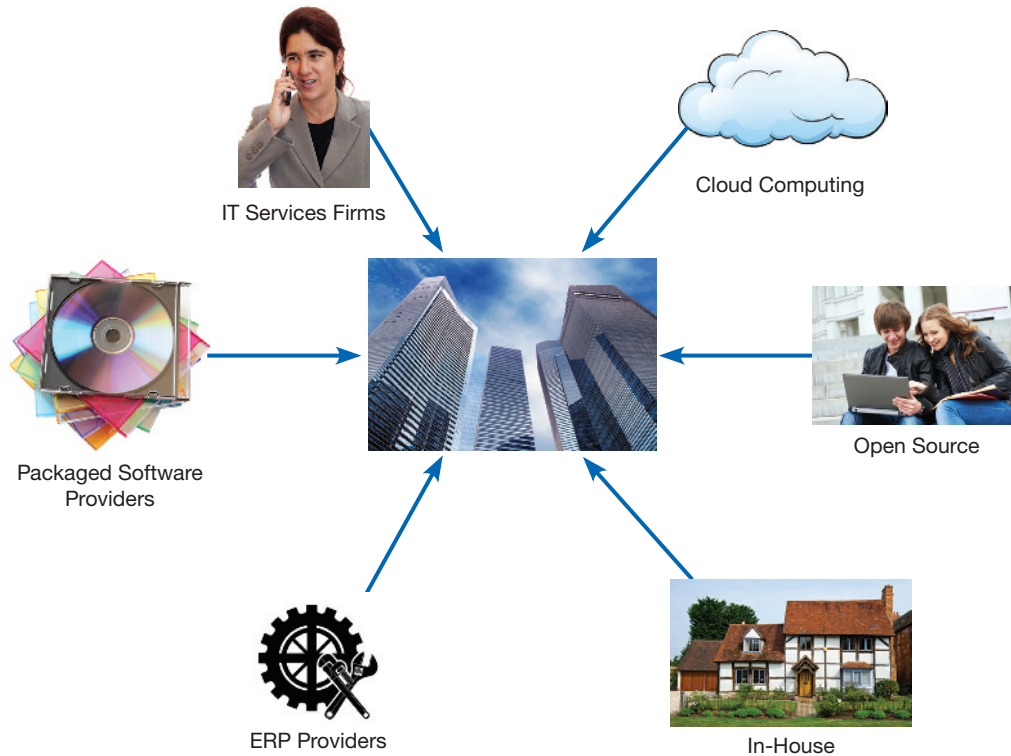 IT Services Firms
Cloud Computing
Packaged Software
Providers
Open Source
ERP Providers
In-House